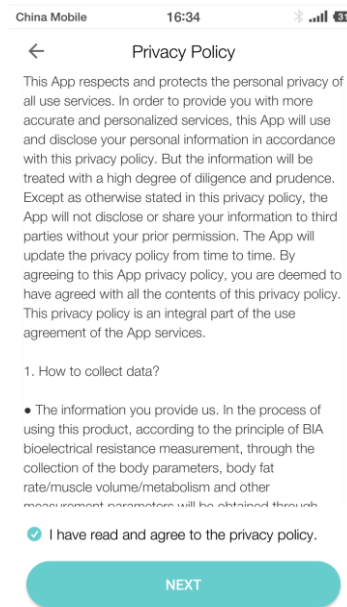 China Mobile 16:34 31
Privacy Policy
This App respects and protects the personal privacy of
all use services. In order to provide you with more
accurate and personalized services, this App will use
and disclose your personal information in accordance
with this privacy policy. But the information will be
treated with a high degree of diligence and prudence.
Except as otherwise stated in this privacy policy, the
App will not disclose or share your information to third
parties without your prior permission. The App will
update the privacy policy from time to time. By
agreeing to this App privacy policy, you are deemed to
have agreed with all the contents of this privacy policy.
This privacy policy is an integral part of the use
agreement of the App services.
1. How to collect data?
● The information you provide us. In the process of
using this product, according to the principle of BIA
bioelectrical resistance measurement, through the
collection of the body parameters, body fat
rate/muscle volume/metabolism and other
measurement parameters will be obtained through
I have read and agree to the privacy policy.
NEXT